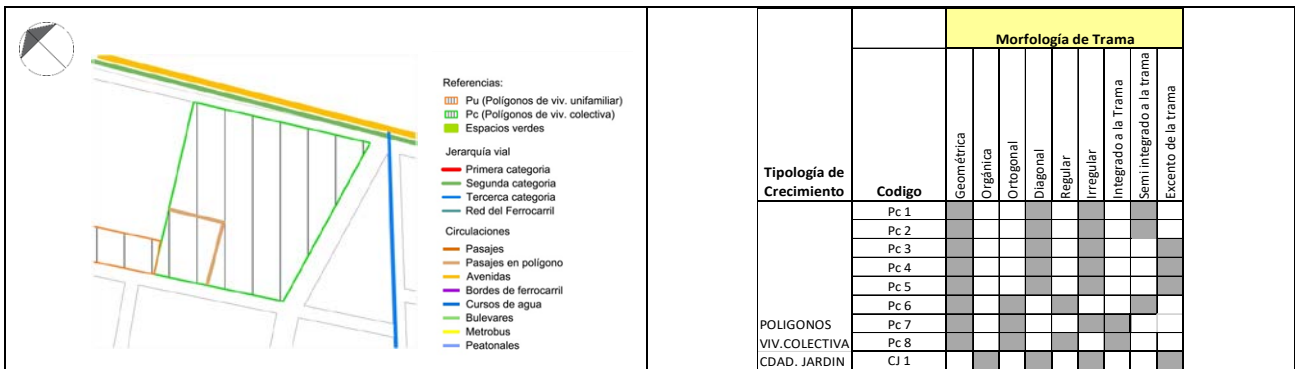 Referencias:
Pu (Polígonos de viv. unifamiliar)
Pc (Polígonos de viv. colectiva)
Espacios verdes
Jerarquía vial
Primera categoria
Segunda categoria
Tercerca categoria
Red del Ferrocarril
Circulaciones
Pasajes
Pasajes en polígono
Avenidas
Bordes de ferrocarril
Cursos de agua
Bulevares
Metrobus
Peatonales
Morfología de Trama
Tipología de
Crecimiento
Codigo
Geométrica
Orgánica
Ortogonal
Diagonal
Regular
Irregular
Integrado a la Trama
Semi integrado a la trama
Excento de la trama
Pc 1
Pc 2
Pc 3
Pc 4
Pc 5
Pc 6
POLIGONOS Pc 7
VIV.COLECTIVA Pc 8
CDAD. JARDIN CJ 1